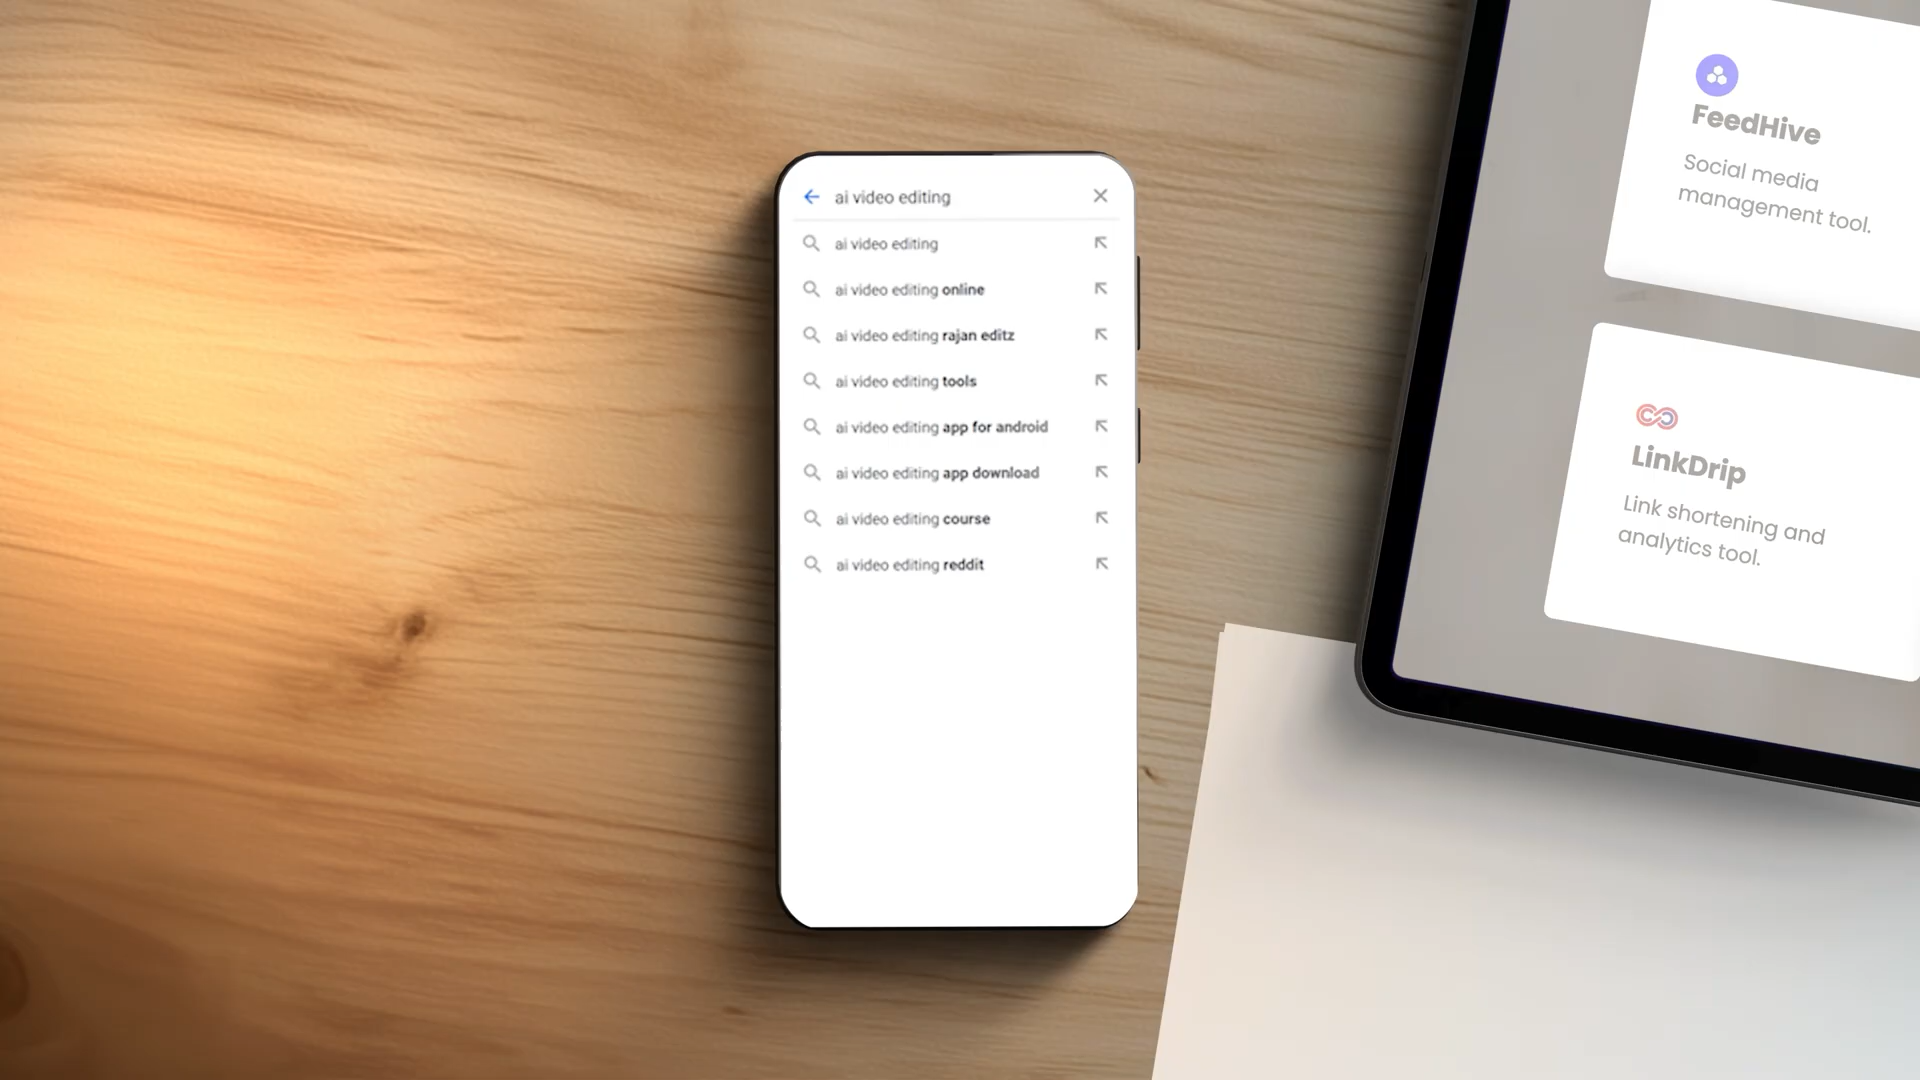 ai video editing
ai video editing
ai video editing online
ai video editing rajan editz
ai video editing tools
ai video editing app for android
ai video editing app download
ai video editing course
ai video editing reddit
FeedHive
Social media
management tool.
LinkDrip
Link shortening and
analytics tool.